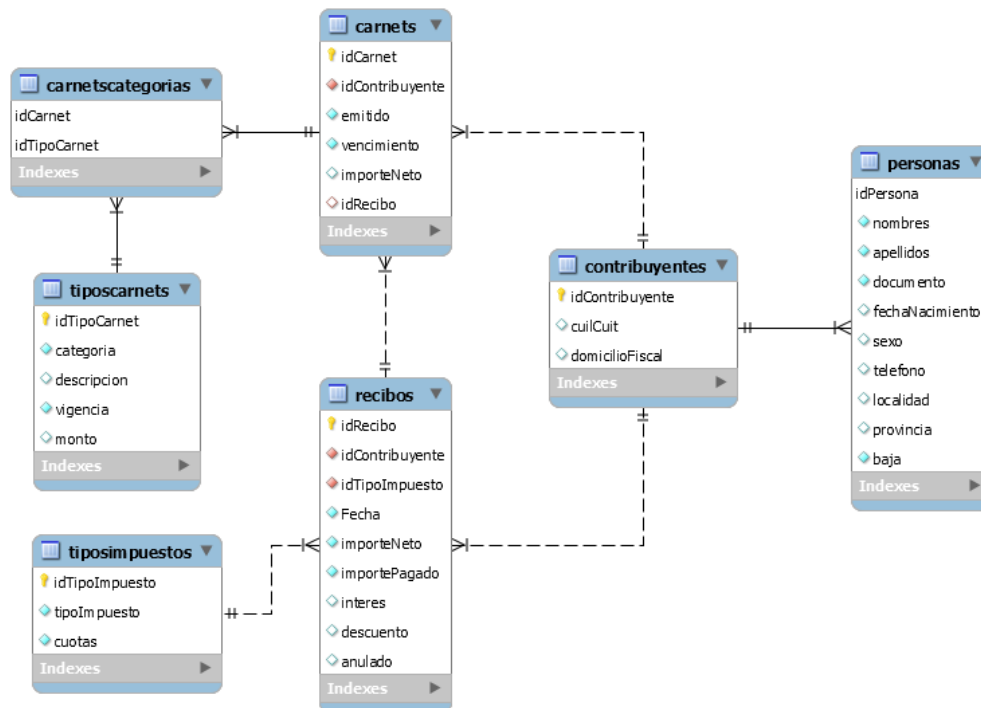 carnets
idCarnet
idContribuyente
emitido
vencimiento
importeNeto
idRecibo
Indexes
carnetscategorias
idCarnet
idTipoCarnet
Indexes
tiposcarnets
idTipoCarnet
categoria
descripcion
vigencia
monto
Indexes
contribuyentes
idContribuyente
cuilCuit
domicilioFiscal
Indexes
personas
idPersona
nombres
apellidos
documento
fechaNacimiento
sexo
telefono
localidad
provincia
baja
Indexes
recibos
idRecibo
idContribuyente
idTipoImpuesto
Fecha
importeNeto
importePagado
interes
descuento
anulado
Indexes
tiposimpuestos
idTipoImpuesto
tipoImpuesto
cuotas
Indexes